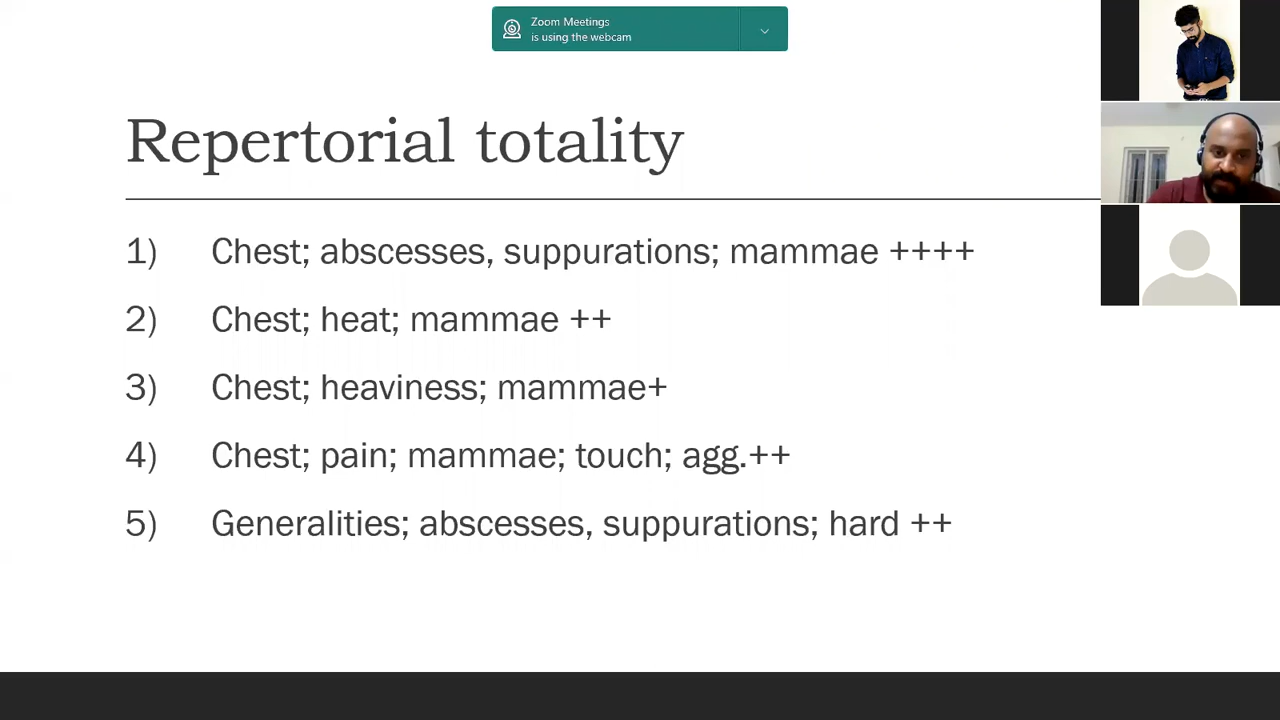 Zoom Meetings
is using the webcam
Repertorial totality
1) Chest; abscesses, suppurations; mammae ++++
2) Chest; heat; mammae ++
3) Chest; heaviness; mammae+
4) Chest; pain; mammae; touch; agg.++
5) Generalities; abscesses, suppurations; hard ++